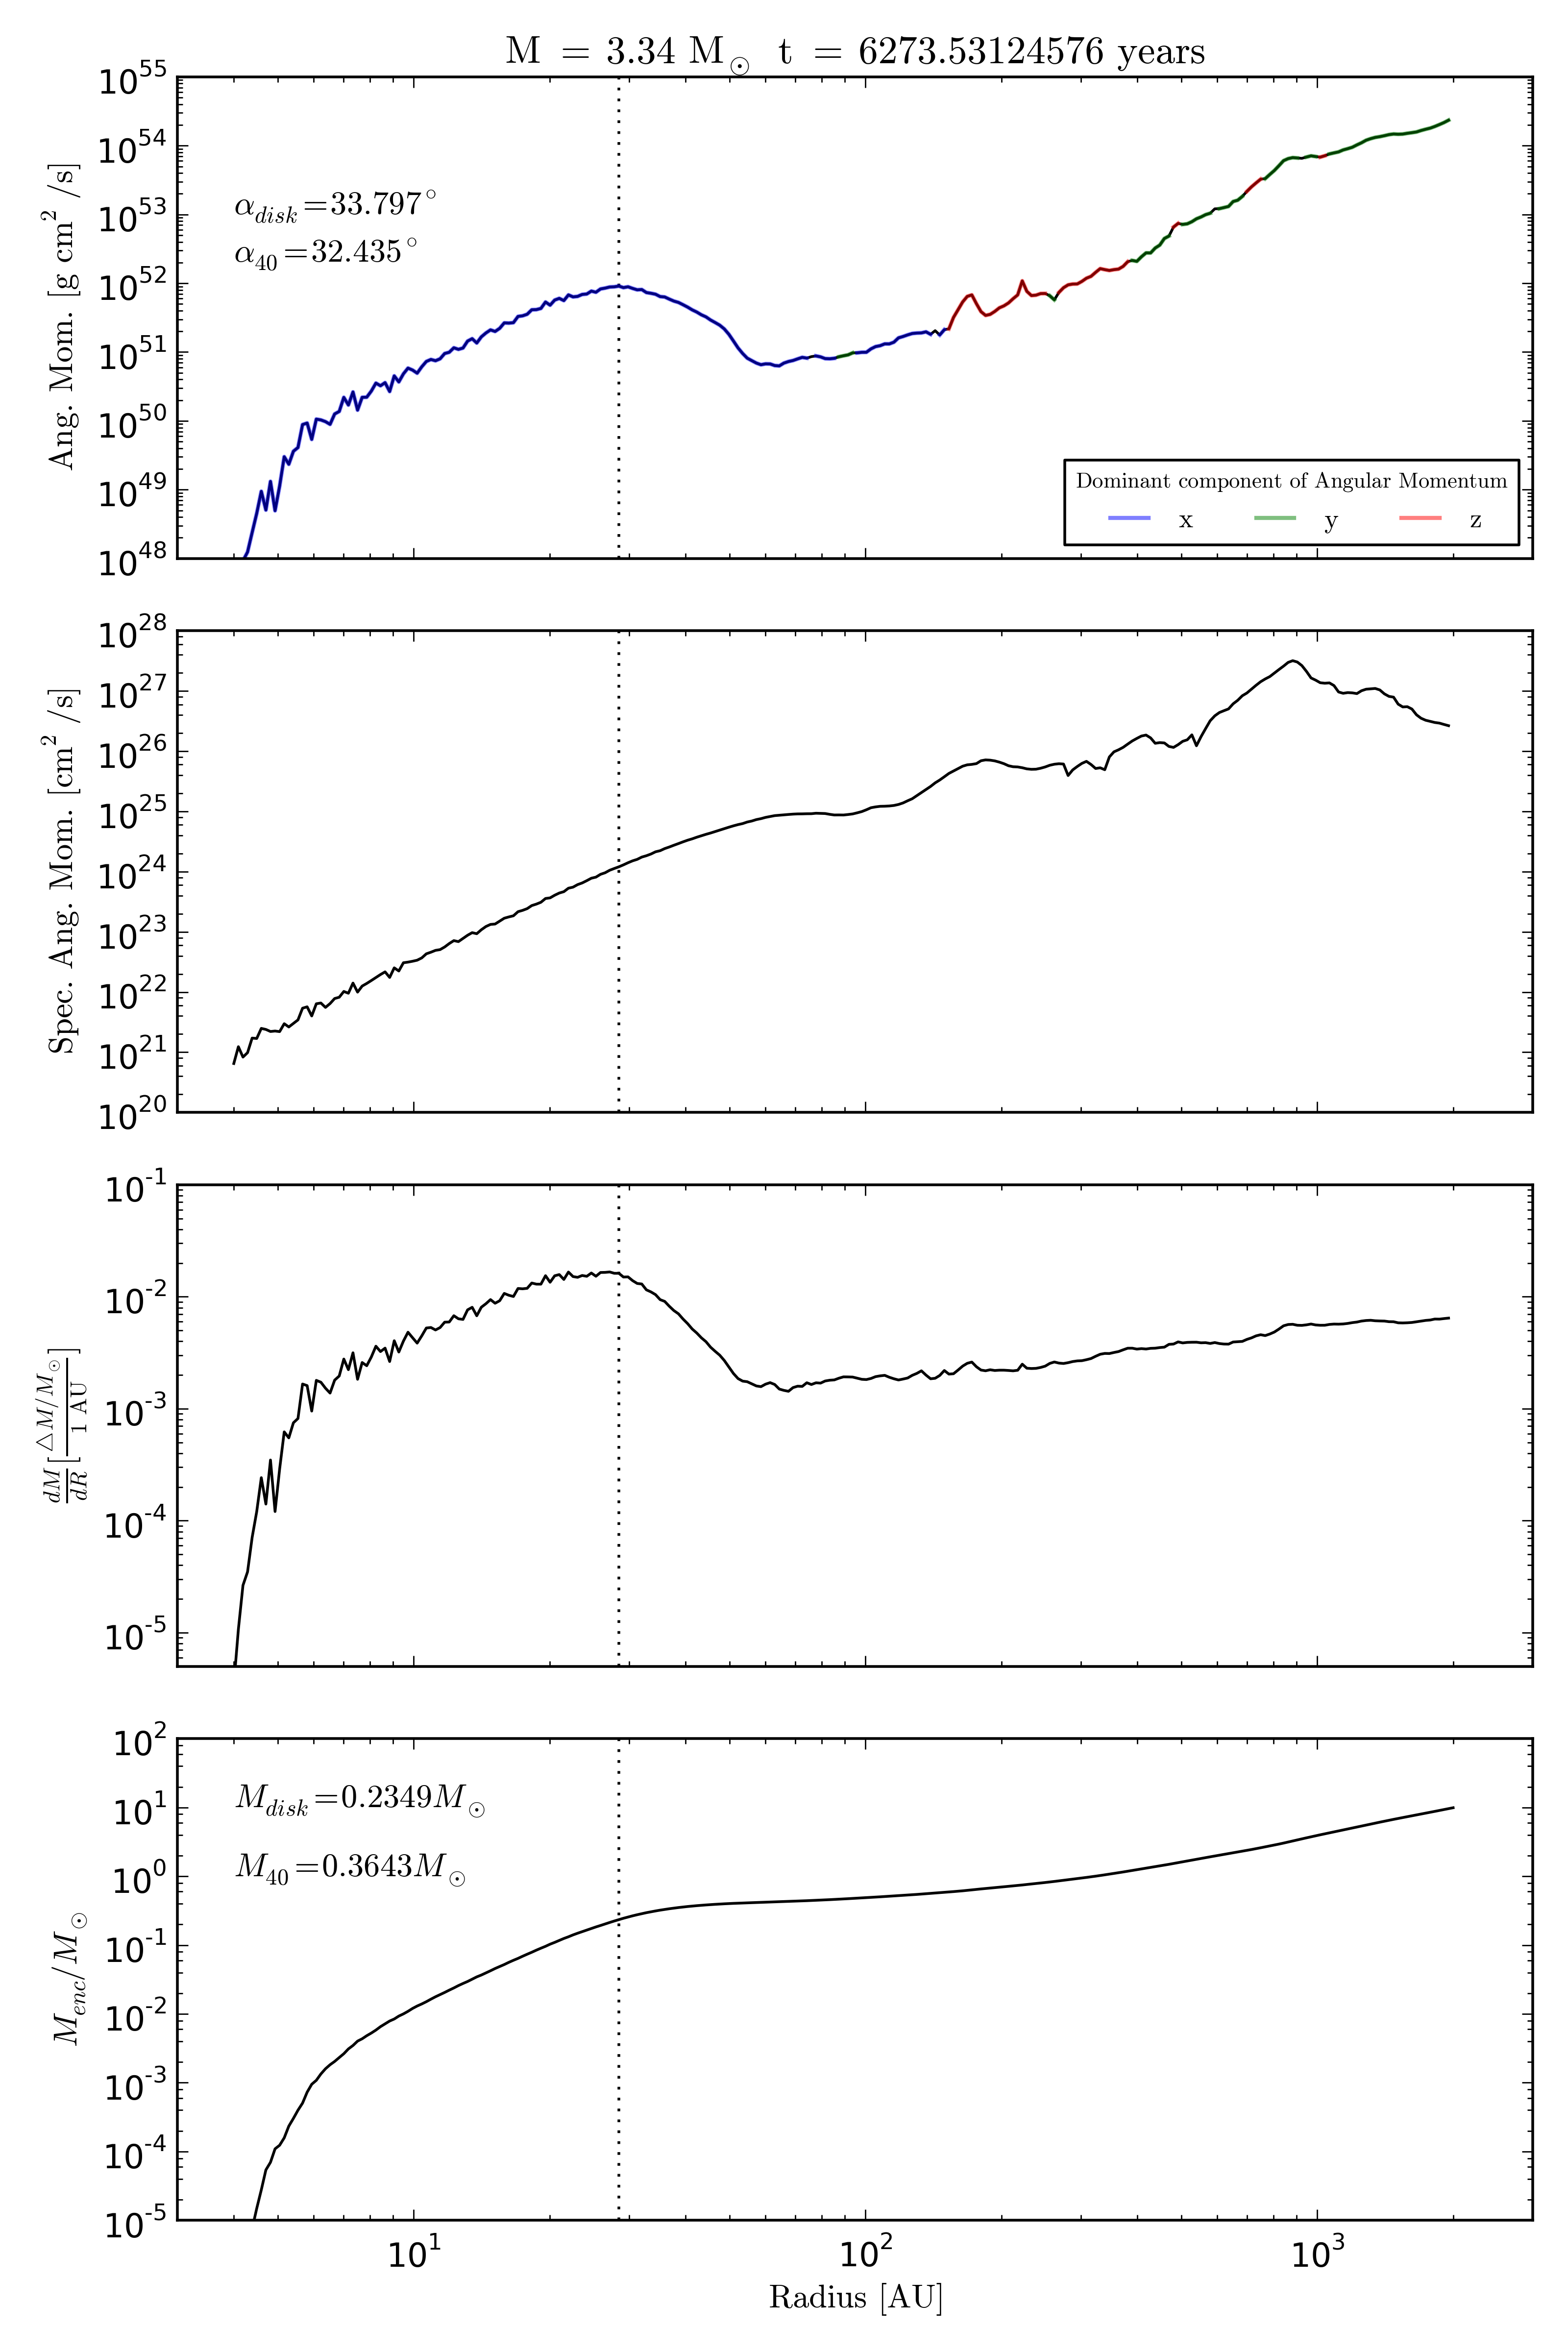 M = 3.34 M⊙ t = 6273.53124576 years
10^55
10^54
10^53
10^52
10^51
10^50
10^49
10^48
Ang. Mom. [g cm^2 /s]
α_disk=33.797°
α_40=32.435°
Dominant component of Angular Momentum
x y z
10^28
10^27
10^26
10^25
10^24
10^23
10^22
10^21
10^20
Spec. Ang. Mom. [cm^2 /s]
10^-1
10^-2
10^-3
10^-4
10^-5
dM/dR [△M/M⊙ / 1 AU]
10^2
10^1
10^0
10^-1
10^-2
10^-3
10^-4
10^-5
M_enc/M⊙
M_disk=0.2349M⊙
M_40=0.3643M⊙
10^1 10^2 10^3
Radius [AU]